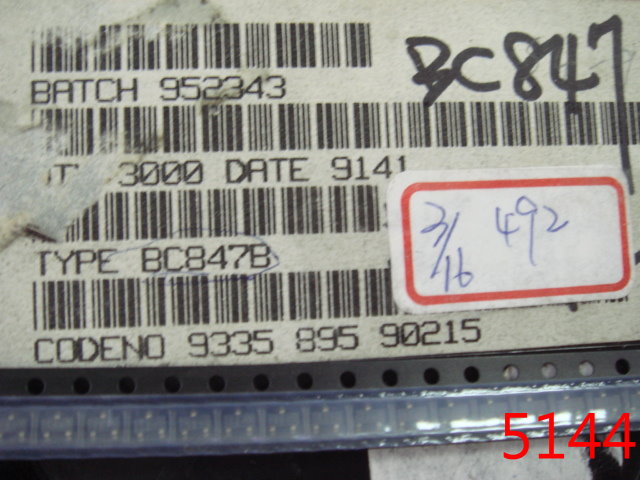 BC847
BATCH 952343
3000 DATE 9141
3/16 492
TYPE BC847B
CODENO 9335 895 90215
5144